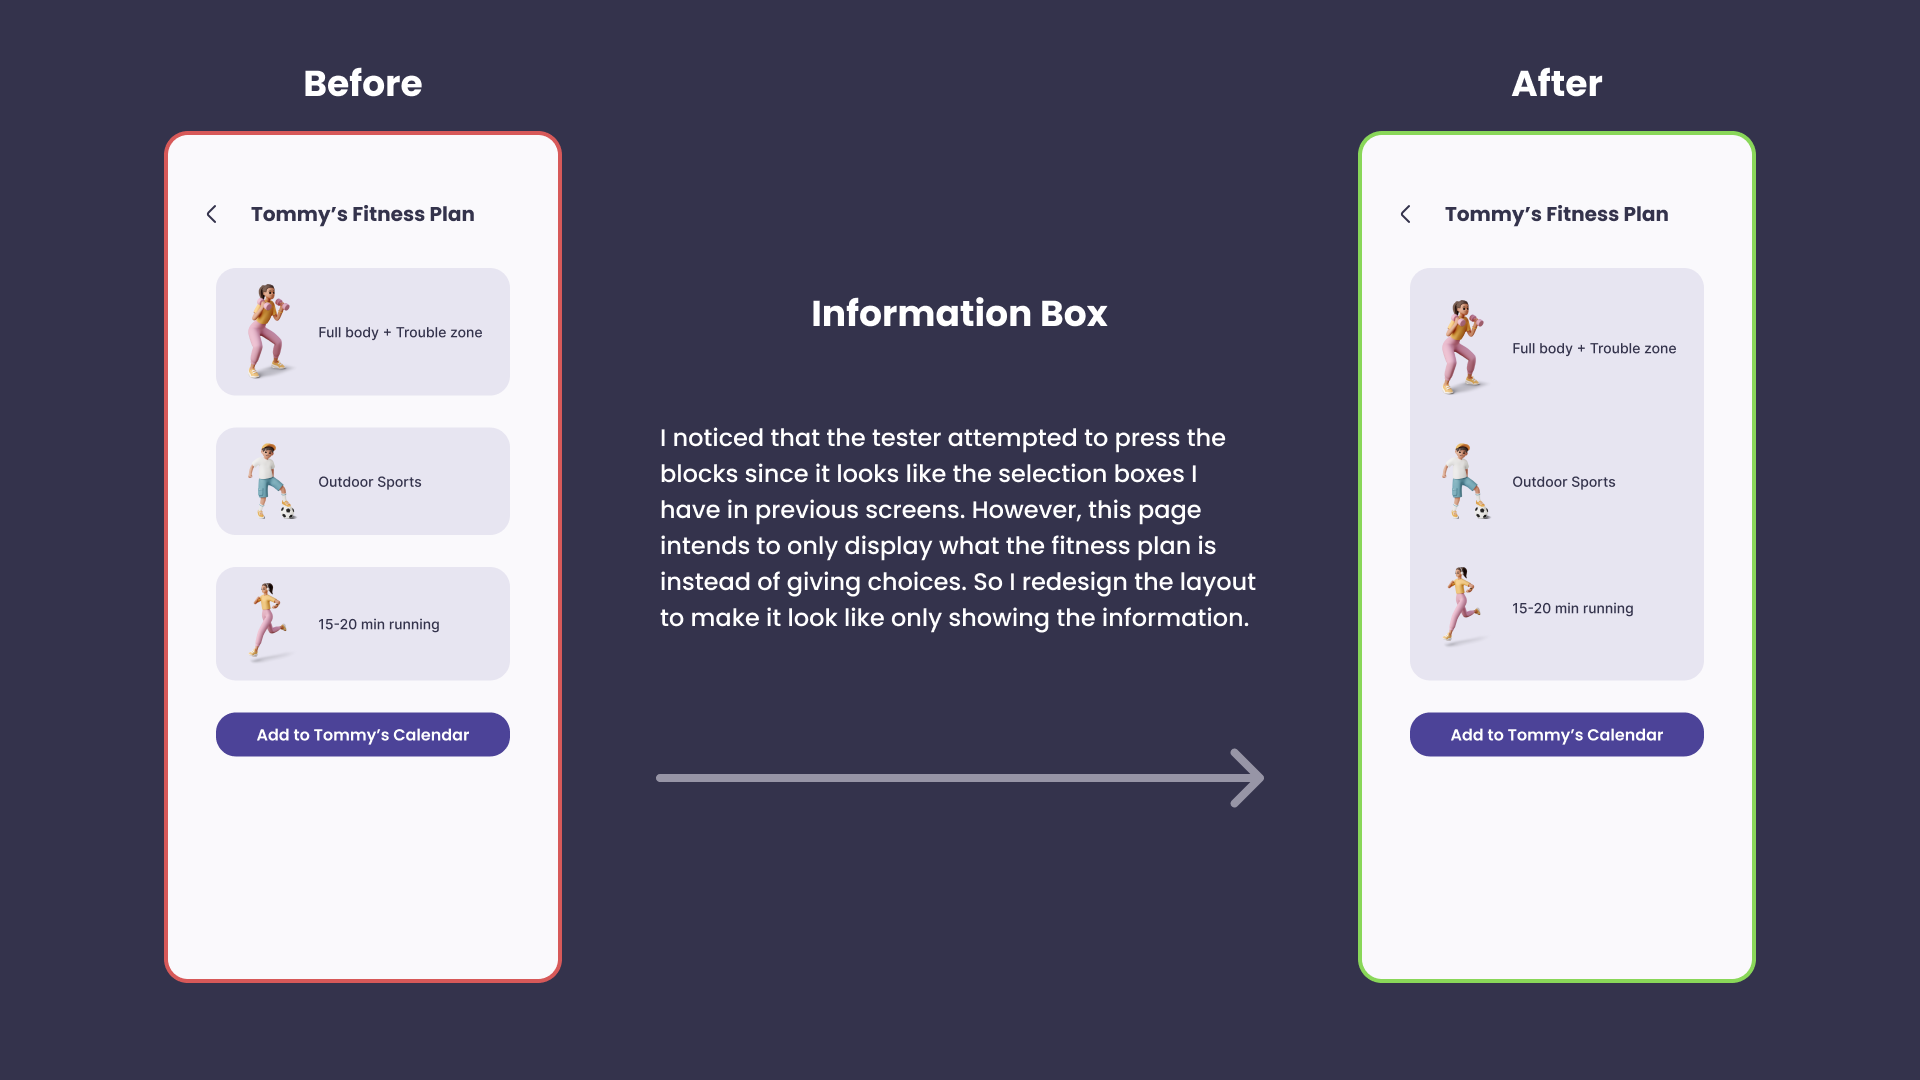 Before
Tommy’s Fitness Plan
Full body + Trouble zone
Outdoor Sports
15-20 min running
Add to Tommy’s Calendar
Information Box
I noticed that the tester attempted to press the
blocks since it looks like the selection boxes I
have in previous screens. However, this page
intends to only display what the fitness plan is
instead of giving choices. So I redesign the layout
to make it look like only showing the information.
After
Tommy’s Fitness Plan
Full body + Trouble zone
Outdoor Sports
15-20 min running
Add to Tommy’s Calendar